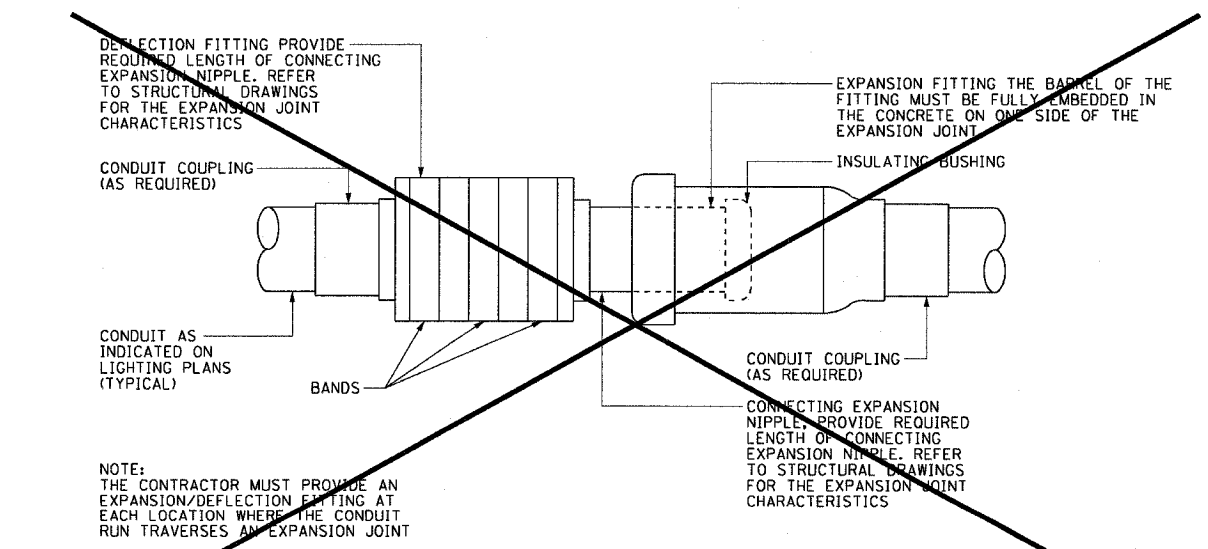 DEFLECTION FITTING PROVIDE
REQUIRED LENGTH OF CONNECTING
EXPANSION NIPPLE. REFER
TO STRUCTURAL DRAWINGS
FOR THE EXPANSION JOINT
CHARACTERISTICS
CONDUIT COUPLING
(AS REQUIRED)
EXPANSION FITTING THE BARREL OF THE
FITTING MUST BE FULLY EMBEDDED IN
THE CONCRETE ON ONE SIDE OF THE
EXPANSION JOINT
INSULATING BUSHING
CONDUIT AS
INDICATED ON
LIGHTING PLANS
(TYPICAL)
BANDS
CONDUIT COUPLING
(AS REQUIRED)
CONNECTING EXPANSION
NIPPLE, PROVIDE REQUIRED
LENGTH OF CONNECTING
EXPANSION NIPPLE. REFER
TO STRUCTURAL DRAWINGS
FOR THE EXPANSION JOINT
CHARACTERISTICS
NOTE:
THE CONTRACTOR MUST PROVIDE AN
EXPANSION/DEFLECTION FITTING AT
EACH LOCATION WHERE THE CONDUIT
RUN TRAVERSES AN EXPANSION JOINT